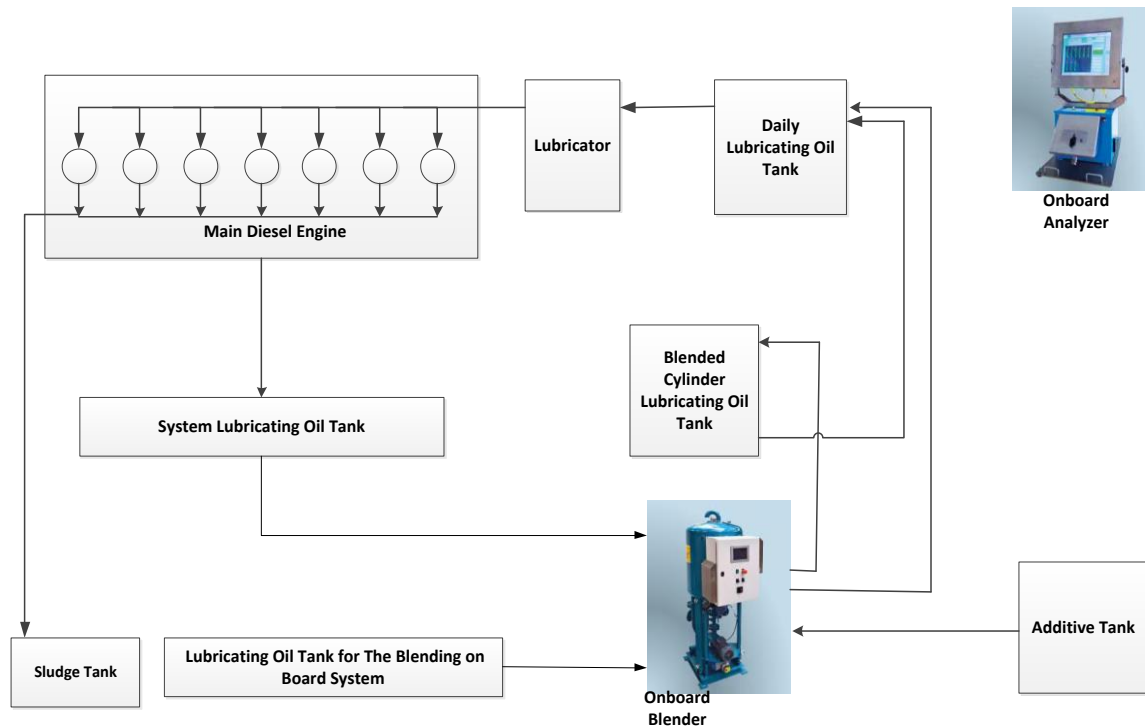 Lubricator
Daily
Lubricating Oil
Tank
Onboard
Analyzer
Main Diesel Engine
Blended
Cylinder
Lubricating Oil
Tank
System Lubricating Oil Tank
Sludge Tank
Lubricating Oil Tank for The Blending on
Board System
Onboard
Blender
Additive Tank